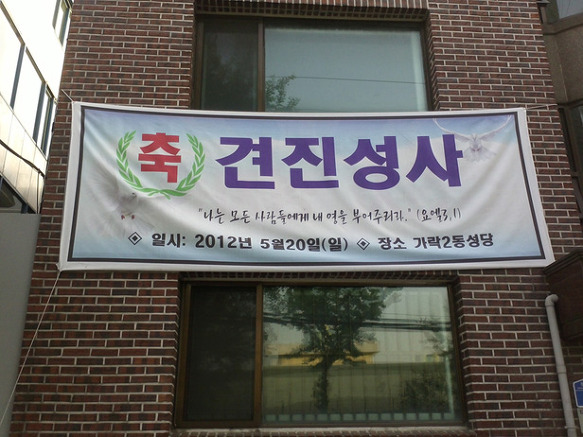 축 견진성사
"나는 모든 사람들에게 내 영을 부어주리라." (요엘3,1)
◈ 일시: 2012년 5월20일(일) ◈ 장소 가락2동성당